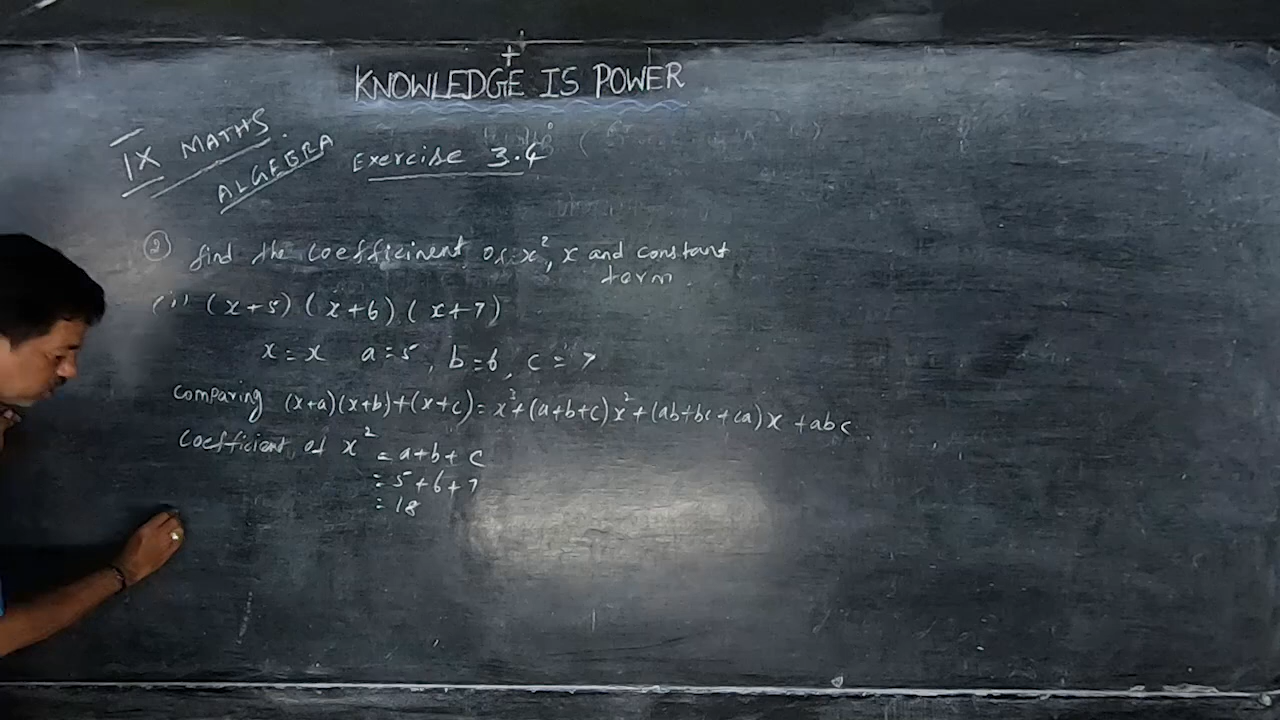 KNOWLEDGE IS POWER
IX MATHS
ALGEBRA
Exercise 3.4
② find the coefficinent of x², x and constant
term.
(i) (x+5) (x+6) (x+7)
x = x a = 5, b = 6, c = 7
Comparing (x+a)(x+b)+(x+c) = x³+(a+b+c)x²+(ab+bc+ca)x +abc.
Coefficient of x² = a+b+c
= 5+6+7
= 18